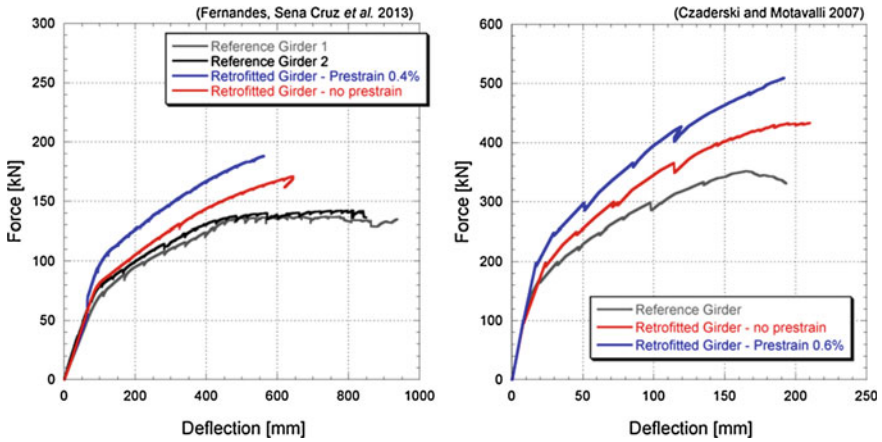 (Fernandes, Sena Cruz et al. 2013)
300
250
200
150
100
50
0
Force [kN]
Reference Girder 1
Reference Girder 2
Retrofitted Girder - Prestrain 0.4%
Retrofitted Girder - no prestrain
0 200 400 600 800 1000
Deflection [mm]
(Czaderski and Motavalli 2007)
600
500
400
300
200
100
0
Force [kN]
Reference Girder
Retrofitted Girder - no prestrain
Retrofitted Girder - Prestrain 0.6%
0 50 100 150 200 250
Deflection [mm]